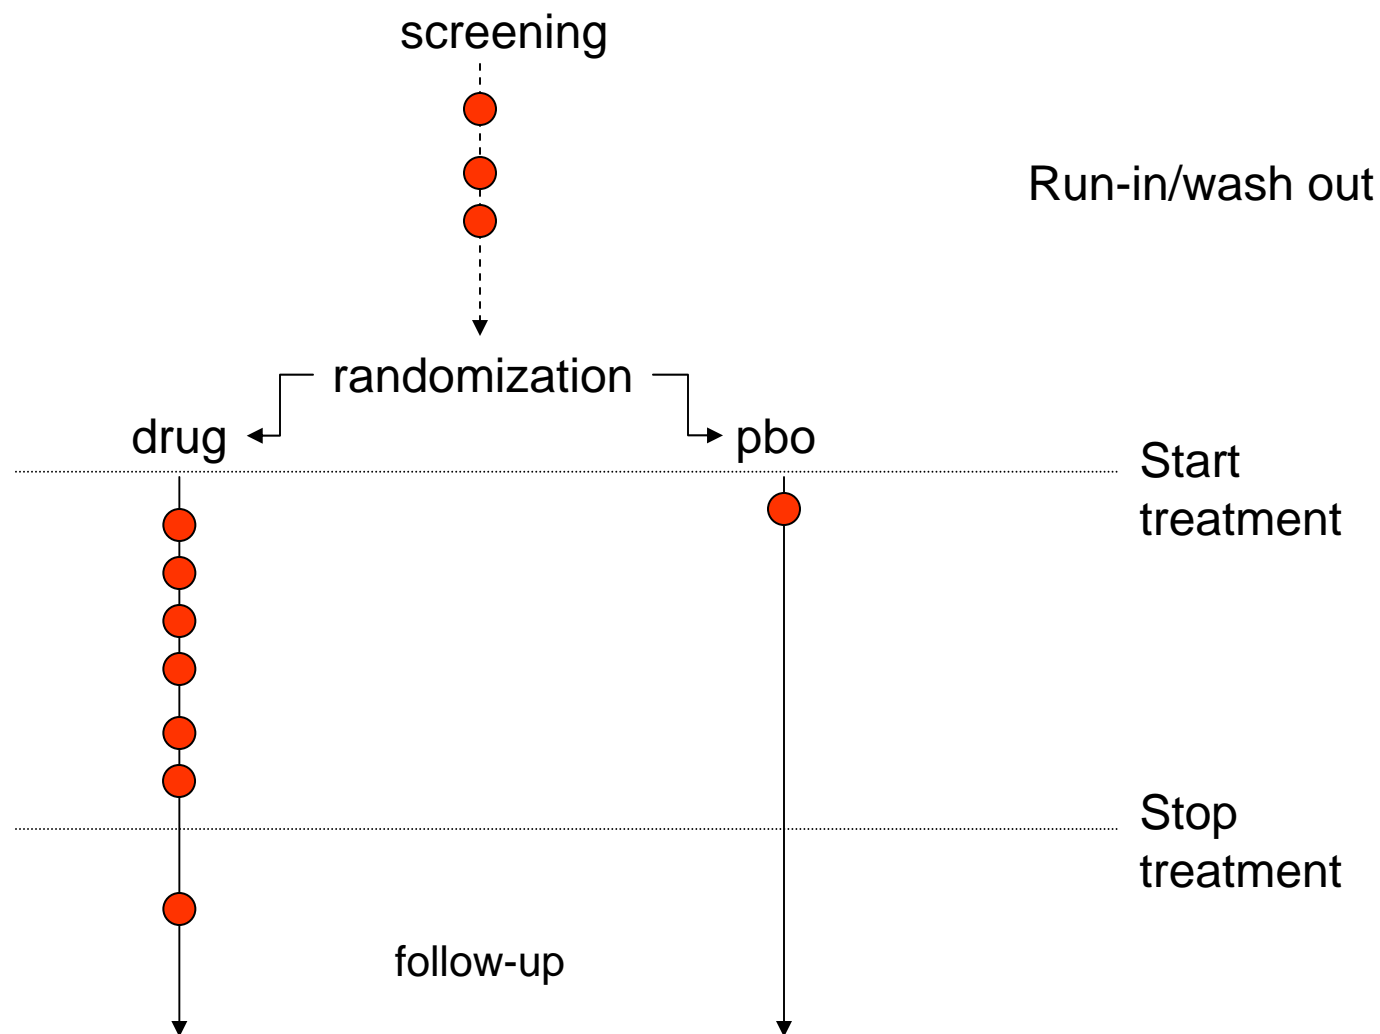 screening
Run-in/wash out
randomization
drug
pbo
Start
treatment
Stop
treatment
follow-up